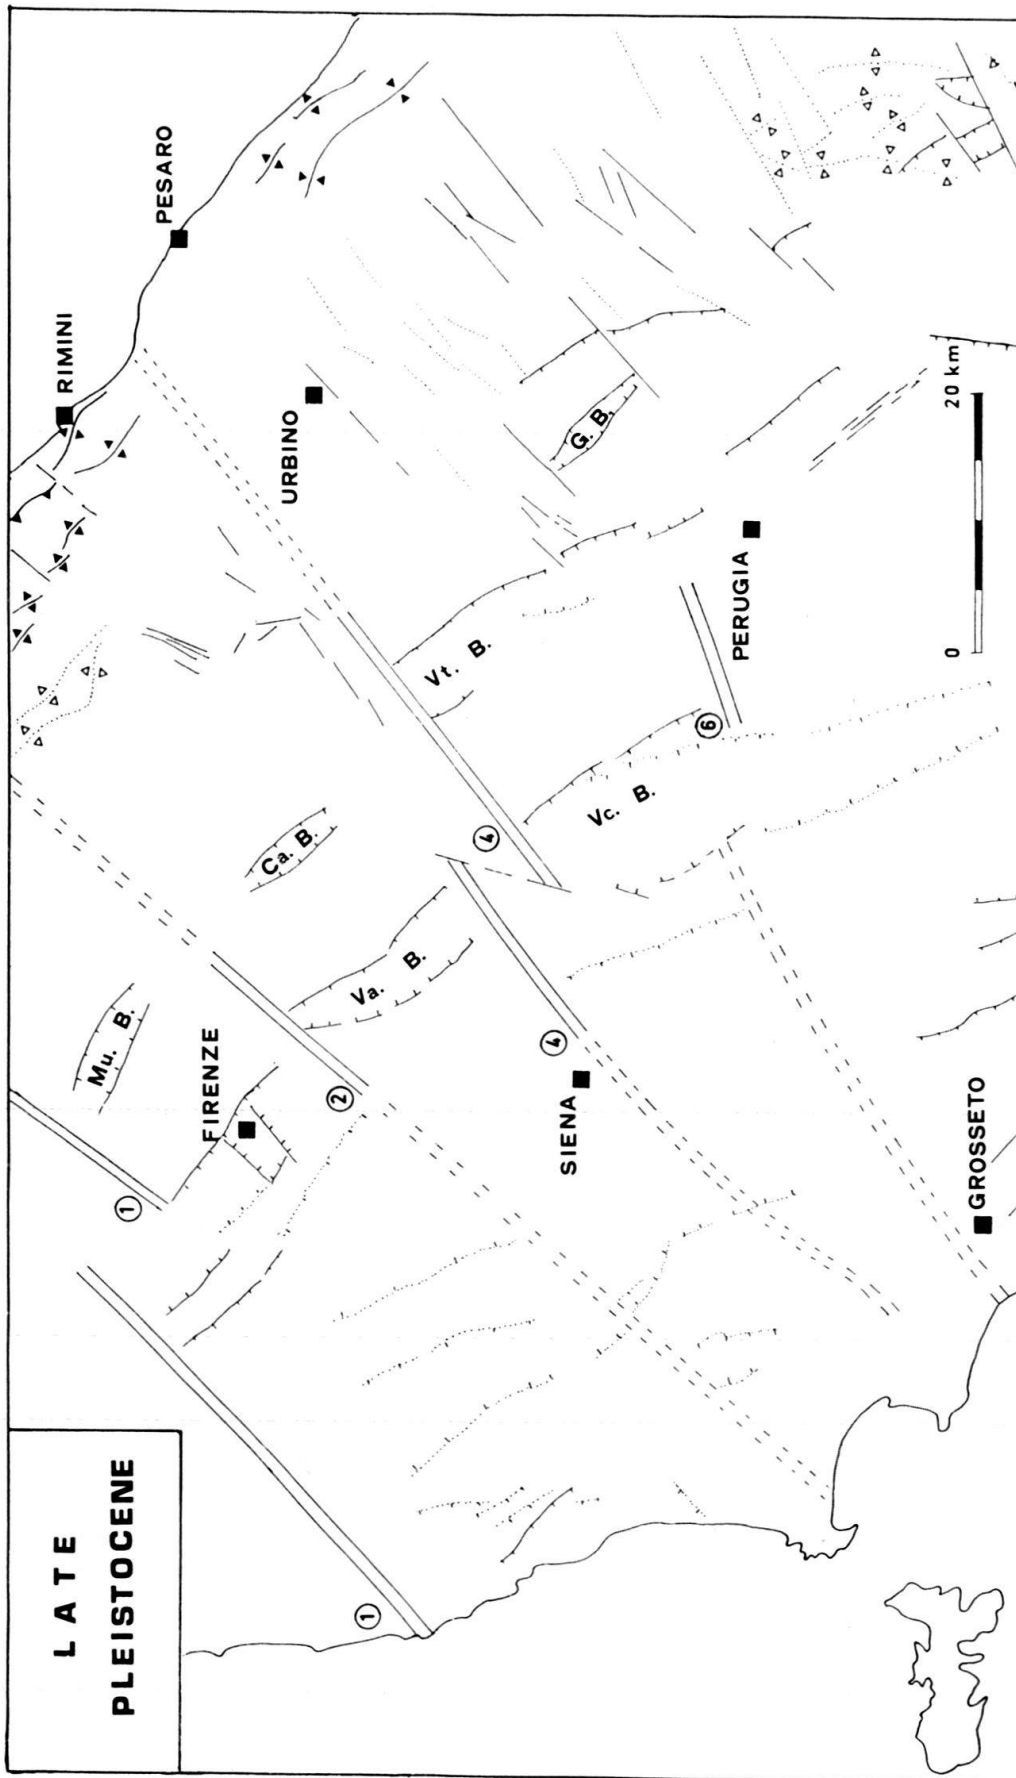 LATE
PLEISTOCENE
RIMINI
PESARO
Mu. B.
FIRENZE
Ca. B.
URBINO
Va. B.
Vt. B.
G. B.
SIENA
Vc. B.
PERUGIA
GROSSETO
1
1
2
4
4
6
0
20 km